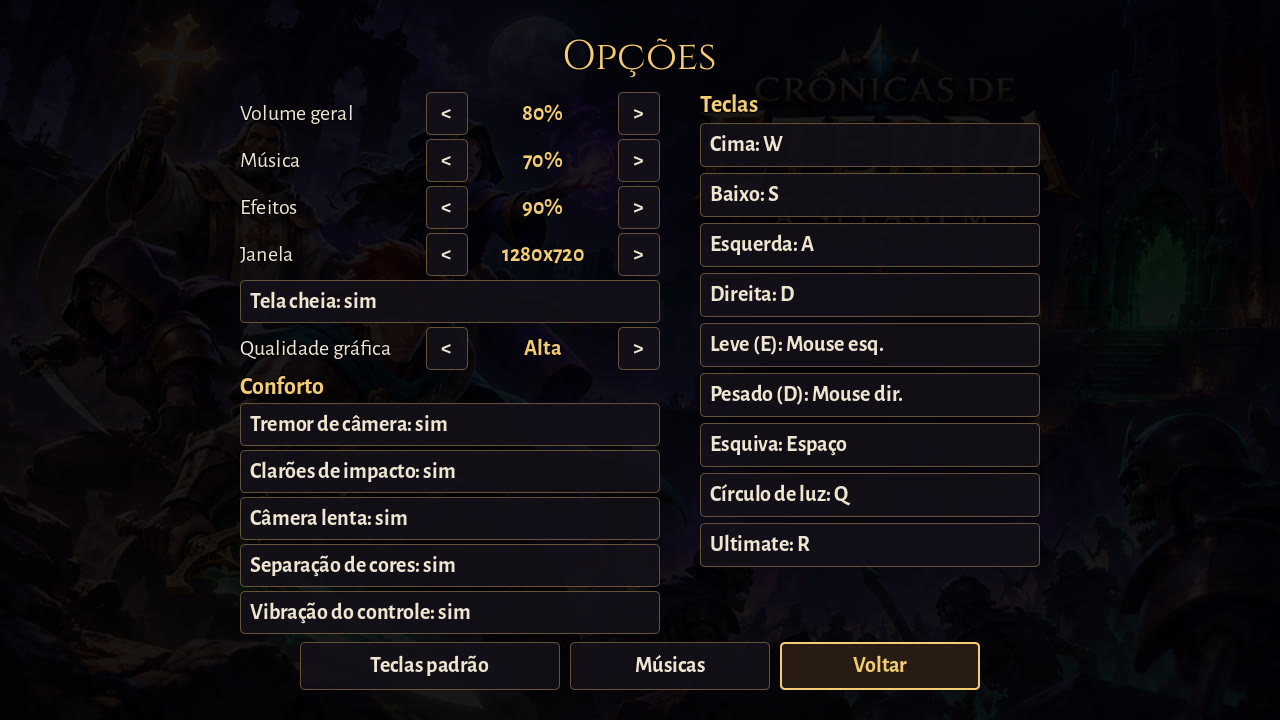 Opções
Volume geral < 80% >
Música < 70% >
Efeitos < 90% >
Janela < 1280x720 >
Tela cheia: sim
Qualidade gráfica < Alta >
Conforto
Tremor de câmera: sim
Clarões de impacto: sim
Câmera lenta: sim
Separação de cores: sim
Vibração do controle: sim
CRÔNICAS DE
Teclas
Cima: W
Baixo: S
Esquerda: A
Direita: D
Leve (E): Mouse esq.
Pesado (D): Mouse dir.
Esquiva: Espaço
Círculo de luz: Q
Ultimate: R
Teclas padrão
Músicas
Voltar